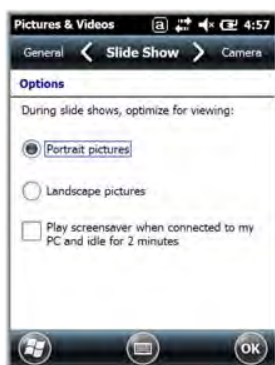 Pictures & Videos a 4:57
General Slide Show Camera
Options
During slide shows, optimize for viewing:
Portrait pictures
Landscape pictures
Play screensaver when connected to my
PC and idle for 2 minutes
OK